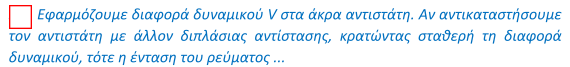 Εφαρμόζουμε διαφορά δυναμικού V στα άκρα αντιστάτη. Αν αντικαταστήσουμε
τον αντιστάτη με άλλον διπλάσιας αντίστασης, κρατώντας σταθερή τη διαφορά
δυναμικού, τότε η ένταση του ρεύματος ...